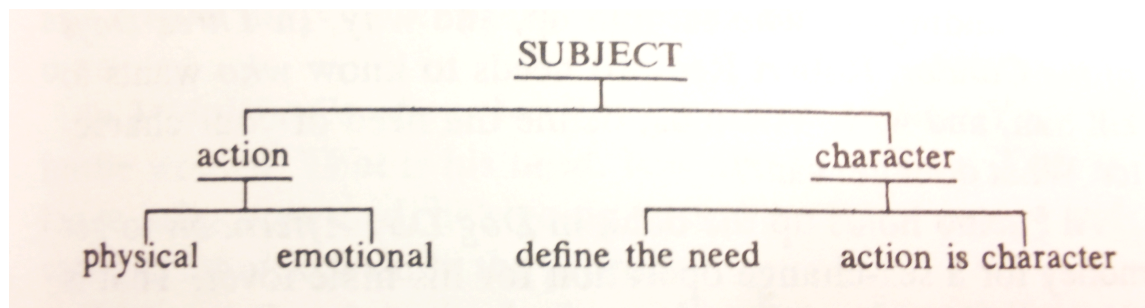 SUBJECT
action character
physical emotional define the need action is character